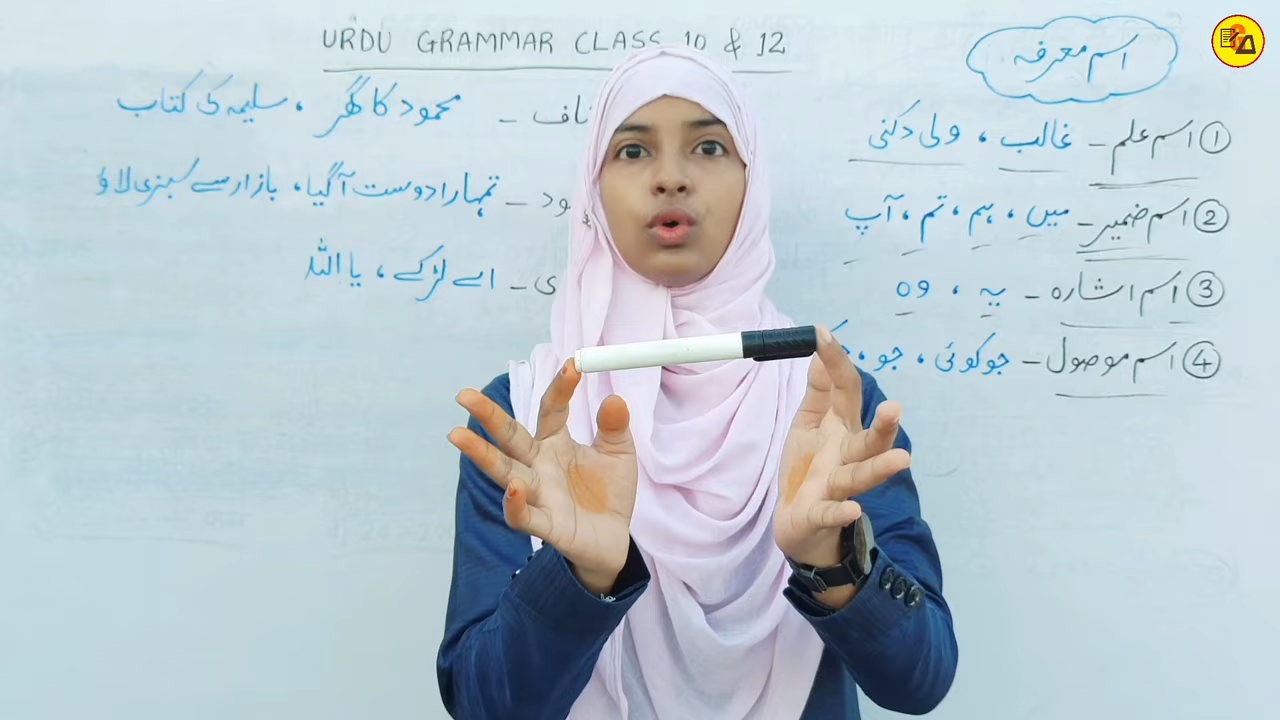 URDU GRAMMAR CLASS 10 & 12
اسم معرفہ
① اسم علم – غالب ، ولی دکنی
② اسم ضمیر – میں ، ہم ، تم ، آپ
③ اسم اشارہ – یہ ، وہ
④ اسم موصول – جو کوئی ، جو ،
– محمود کا گھر ، سلیمہ کی کتاب
– تمہارا دوست آگیا، بازار سے سبزی لاؤ
– اے لڑکے ، یا اللہ